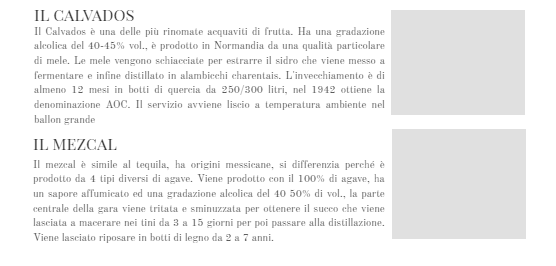 IL CALVADOS
Il Calvados è una delle più rinomate acquaviti di frutta. Ha una gradazione
alcolica del 40-45% vol., è prodotto in Normandia da una qualità particolare
di mele. Le mele vengono schiacciate per estrarre il sidro che viene messo a
fermentare e infine distillato in alambicchi charentais. L'invecchiamento è di
almeno 12 mesi in botti di quercia da 250/300 litri, nel 1942 ottiene la
denominazione AOC. Il servizio avviene liscio a temperatura ambiente nel
ballon grande
IL MEZCAL
Il mezcal è simile al tequila, ha origini messicane, si differenzia perché è
prodotto da 4 tipi diversi di agave. Viene prodotto con il 100% di agave, ha
un sapore affumicato ed una gradazione alcolica del 40 50% di vol., la parte
centrale della gara viene tritata e sminuzzata per ottenere il succo che viene
lasciata a macerare nei tini da 3 a 15 giorni per poi passare alla distillazione.
Viene lasciato riposare in botti di legno da 2 a 7 anni.